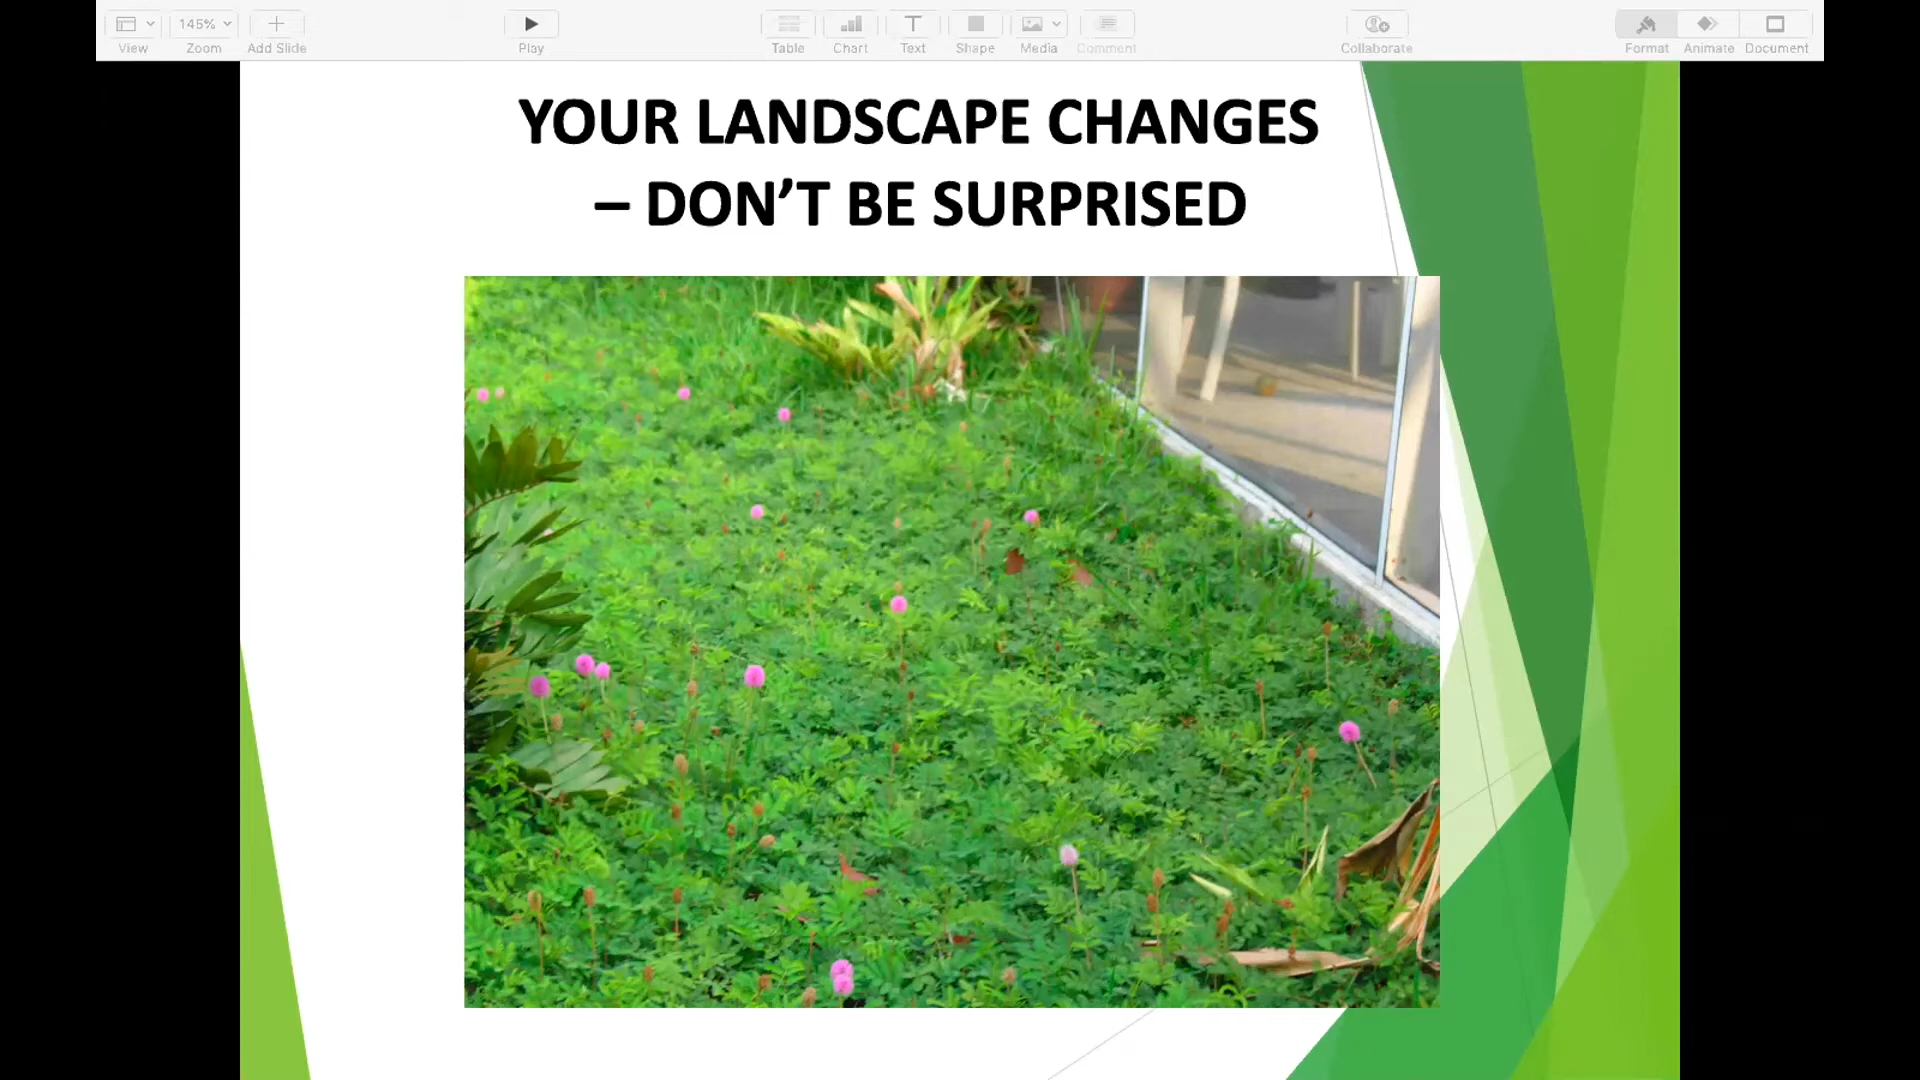 145%
View
Zoom
Add Slide
Play
Table
Chart
T
Text
Shape
Media
Comment
Collaborate
Format
Animate
Document
YOUR LANDSCAPE CHANGES
– DON’T BE SURPRISED